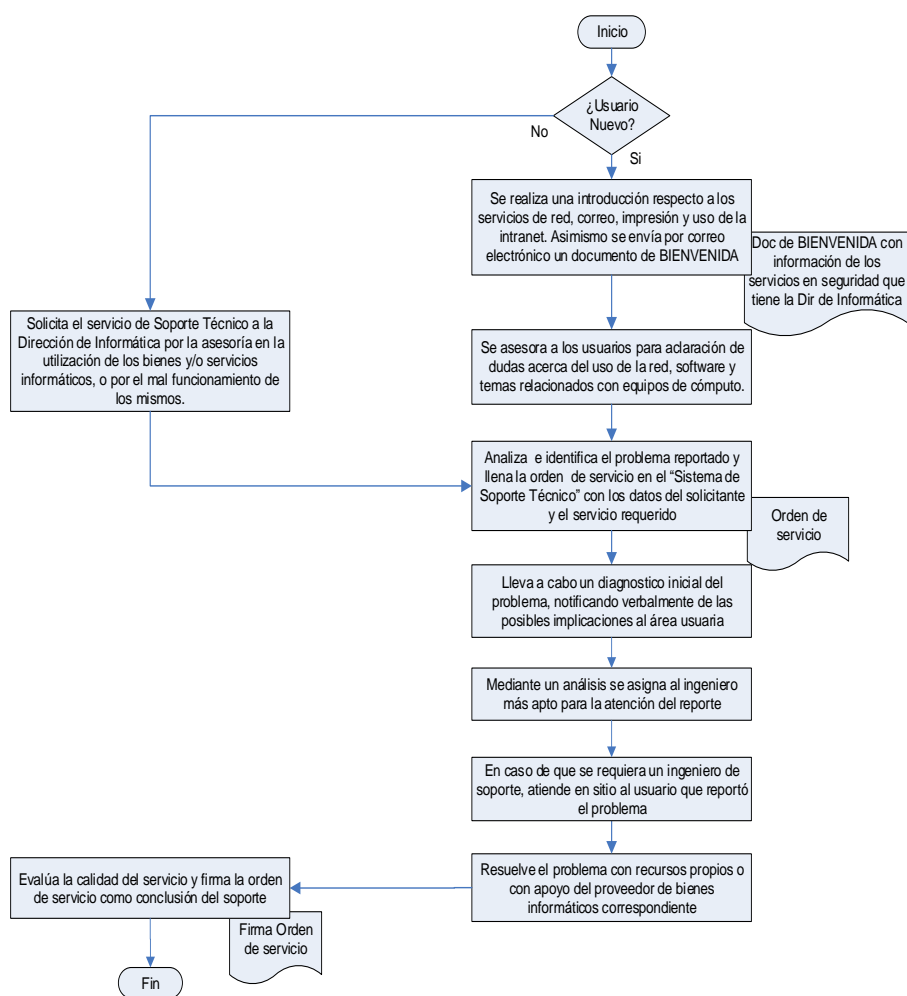 Inicio
¿Usuario
Nuevo?
No
Si
Se realiza una introducción respecto a los
servicios de red, correo, impresión y uso de la
intranet. Asimismo se envía por correo
electrónico un documento de BIENVENIDA
Doc de BIENVENIDA con
información de los
servicios en seguridad que
tiene la Dir de Informática
Solicita el servicio de Soporte Técnico a la
Dirección de Informática por la asesoría en la
utilización de los bienes y/o servicios
informáticos, o por el mal funcionamiento de
los mismos.
Se asesora a los usuarios para aclaración de
dudas acerca del uso de la red, software y
temas relacionados con equipos de cómputo.
Analiza e identifica el problema reportado y
llena la orden de servicio en el “Sistema de
Soporte Técnico” con los datos del solicitante
y el servicio requerido
Orden de
servicio
Lleva a cabo un diagnostico inicial del
problema, notificando verbalmente de las
posibles implicaciones al área usuaria
Mediante un análisis se asigna al ingeniero
más apto para la atención del reporte
En caso de que se requiera un ingeniero de
soporte, atiende en sitio al usuario que reportó
el problema
Resuelve el problema con recursos propios o
con apoyo del proveedor de bienes
informáticos correspondiente
Evalúa la calidad del servicio y firma la orden
de servicio como conclusión del soporte
Firma Orden
de servicio
Fin